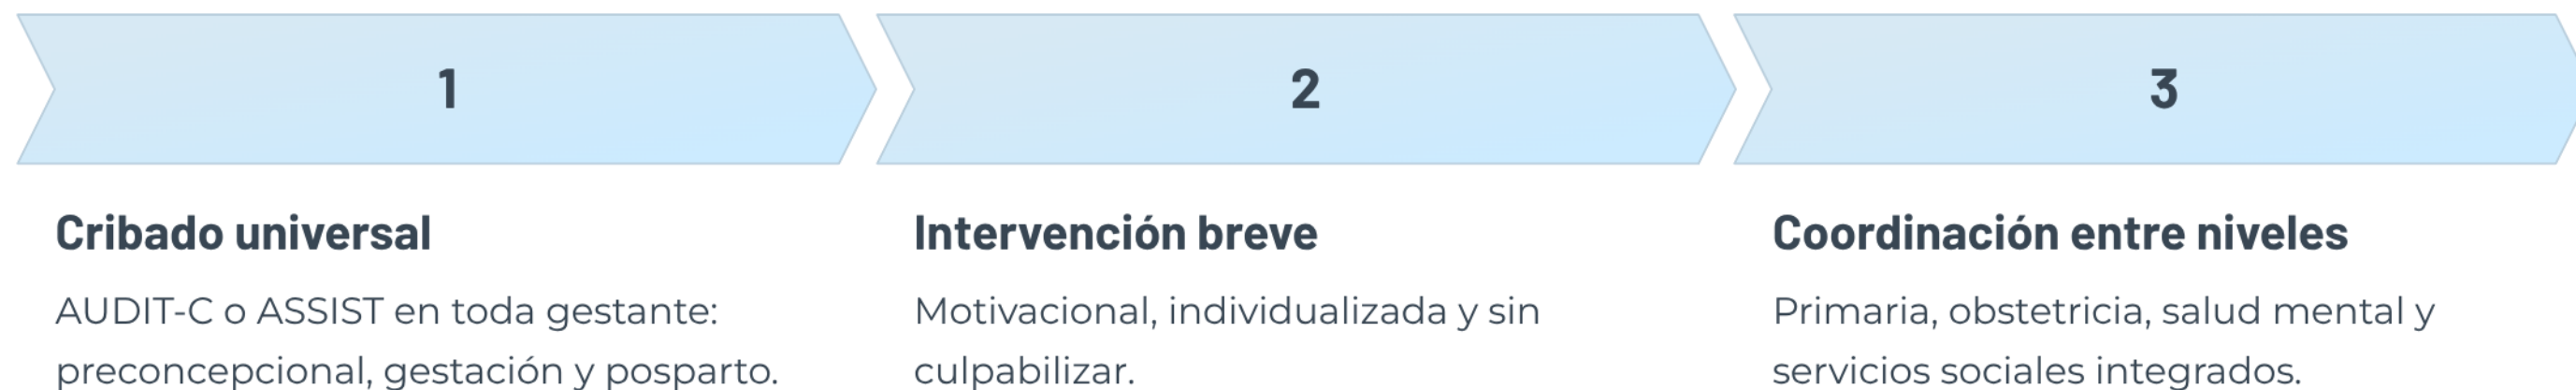 1
2
3
Cribado universal
AUDIT-C o ASSIST en toda gestante:
preconcepcional, gestación y posparto.
Intervención breve
Motivacional, individualizada y sin
culpabilizar.
Coordinación entre niveles
Primaria, obstetricia, salud mental y
servicios sociales integrados.